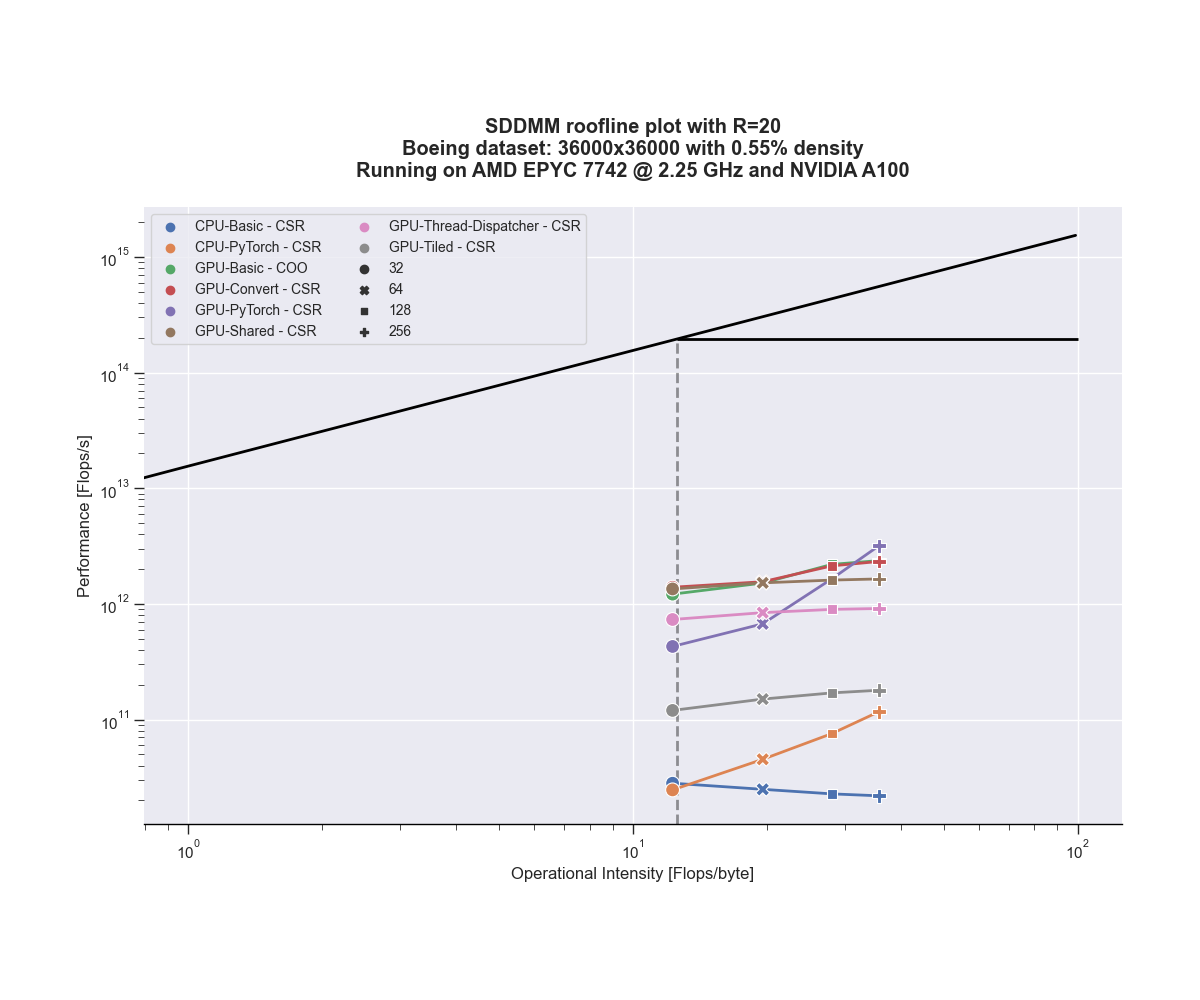 SDDMM roofline plot with R=20
Boeing dataset: 36000x36000 with 0.55% density
Running on AMD EPYC 7742 @ 2.25 GHz and NVIDIA A100
CPU-Basic - CSR
CPU-PyTorch - CSR
GPU-Basic - COO
GPU-Convert - CSR
GPU-PyTorch - CSR
GPU-Shared - CSR
GPU-Thread-Dispatcher - CSR
GPU-Tiled - CSR
32
64
128
256
Performance [Flops/s]
10^15
10^14
10^13
10^12
10^11
10^0
10^1
10^2
Operational Intensity [Flops/byte]